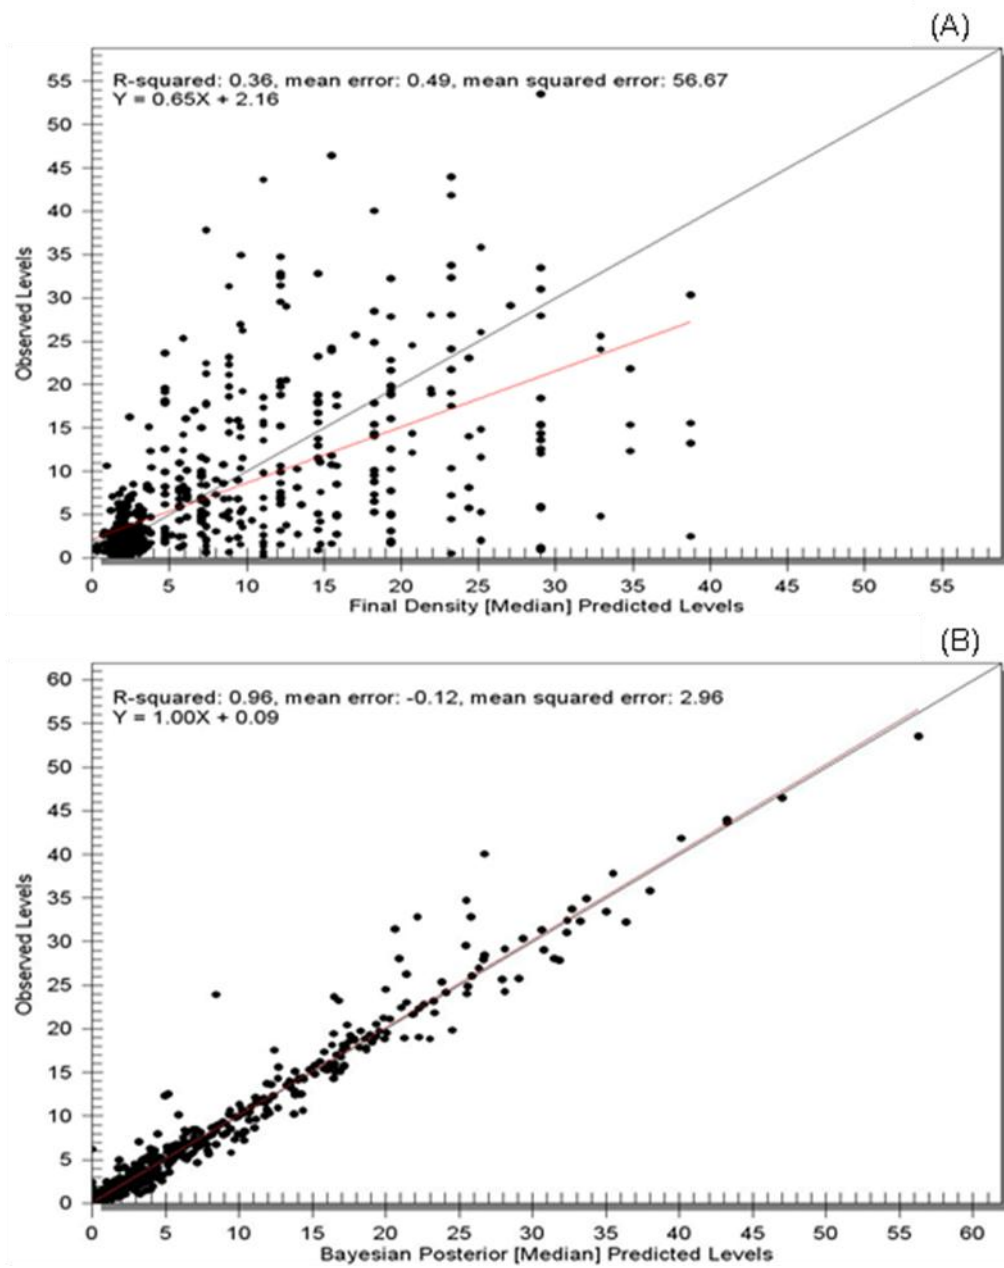 (A)
R-squared: 0.36, mean error: 0.49, mean squared error: 56.67
Y = 0.65X + 2.16
55
50
45
40
35
30
25
20
15
10
5
0
Observed Levels
0 5 10 15 20 25 30 35 40 45 50 55
Final Density [Median] Predicted Levels
(B)
R-squared: 0.96, mean error: -0.12, mean squared error: 2.96
Y = 1.00X + 0.09
60
55
50
45
40
35
30
25
20
15
10
5
0
Observed Levels
0 5 10 15 20 25 30 35 40 45 50 55 60
Bayesian Posterior [Median] Predicted Levels